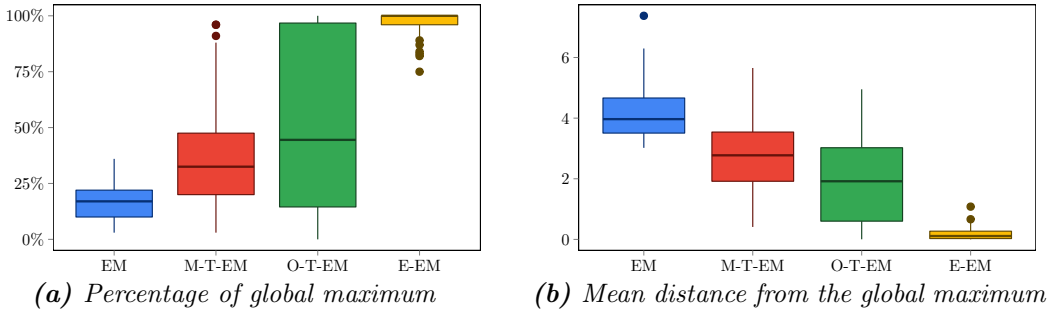 100%
75%
50%
25%
0%
EM M-T-EM O-T-EM E-EM
(a) Percentage of global maximum
6
4
2
0
EM M-T-EM O-T-EM E-EM
(b) Mean distance from the global maximum